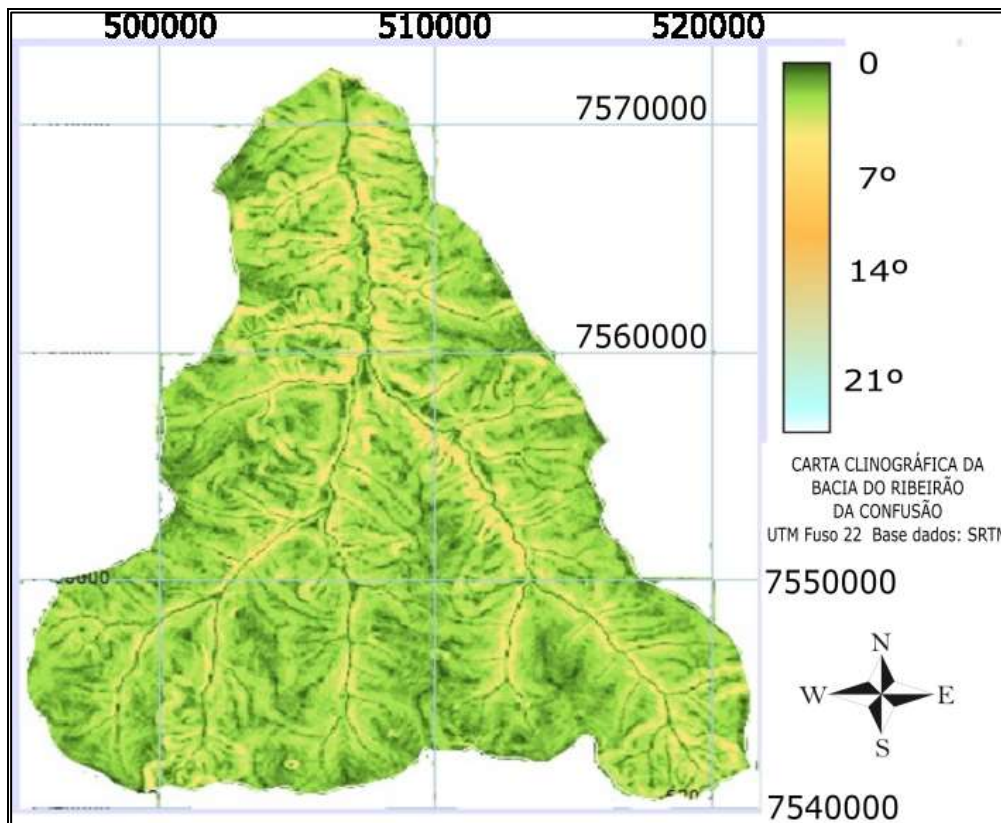 500000 510000 520000
0
7570000
7º
14º
7560000
21º
CARTA CLINOGRÁFICA DA
BACIA DO RIBEIRÃO
DA CONFUSÃO
UTM Fuso 22 Base dados: SRTM
7550000
N
W E
S
7540000